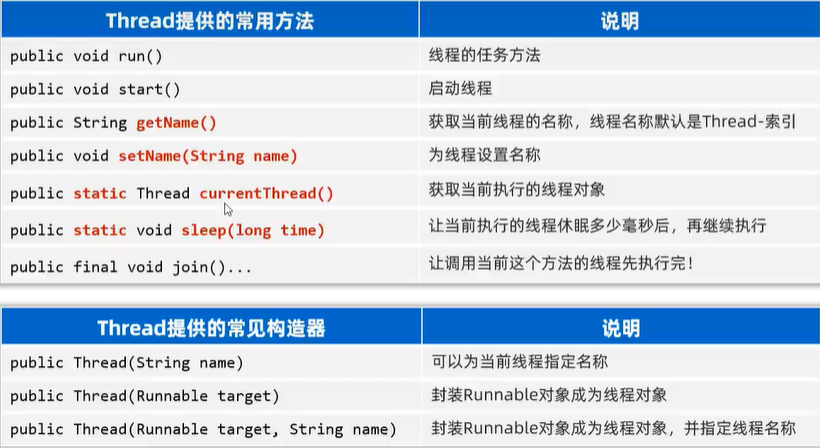 Thread提供的常用方法 说明
public void run() 线程的任务方法
public void start() 启动线程
public String getName() 获取当前线程的名称，线程名称默认是Thread-索引
public void setName(String name) 为线程设置名称
public static Thread currentThread() 获取当前执行的线程对象
public static void sleep(long time) 让当前执行的线程休眠多少毫秒后，再继续执行
public final void join()... 让调用当前这个方法的线程先执行完！
Thread提供的常见构造器 说明
public Thread(String name) 可以为当前线程指定名称
public Thread(Runnable target) 封装Runnable对象成为线程对象
public Thread(Runnable target, String name) 封装Runnable对象成为线程对象，并指定线程名称